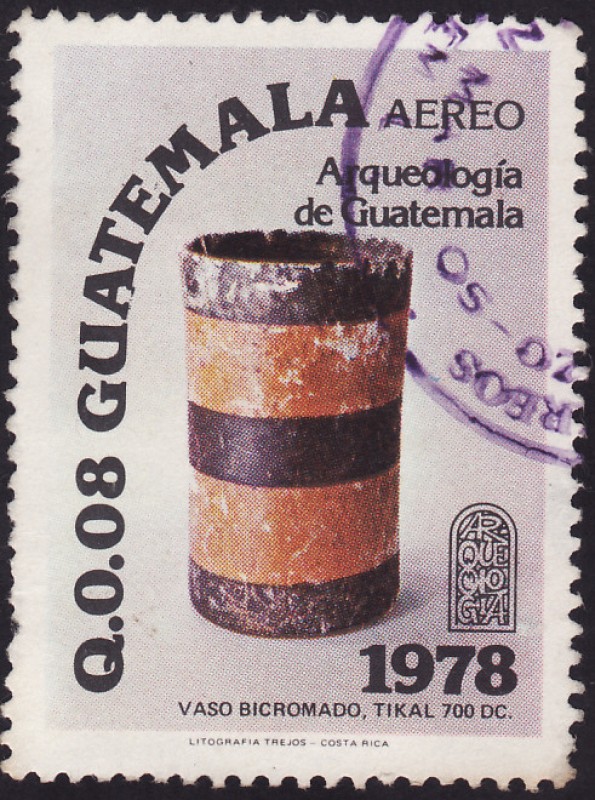 Q.0.08 GUATEMALA
AEREO
Arqueología
de Guatemala
ARQUEOLOGIA
1978
VASO BICROMADO, TIKAL 700 DC.
LITOGRAFIA TREJOS – COSTA RICA